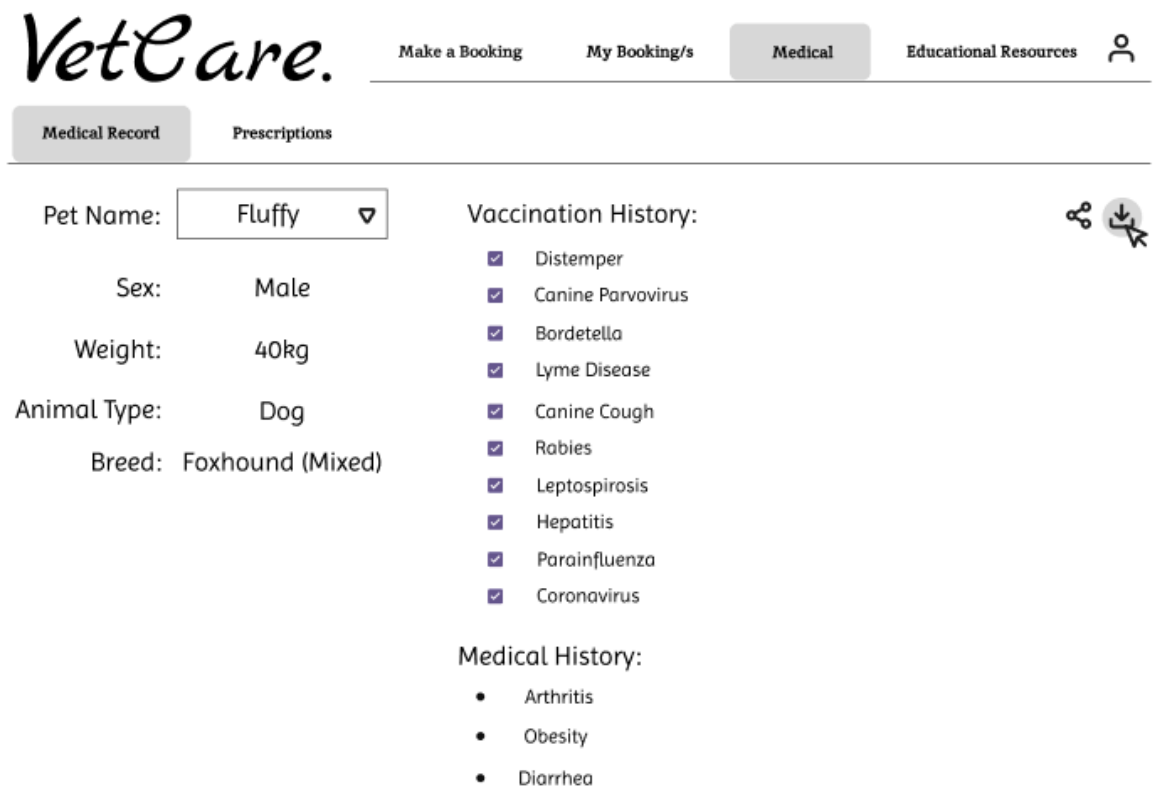 VetCare.
Make a Booking
My Booking/s
Medical
Educational Resources
Medical Record
Prescriptions
Pet Name: Fluffy
Sex: Male
Weight: 40kg
Animal Type: Dog
Breed: Foxhound (Mixed)
Vaccination History:
Distemper
Canine Parvovirus
Bordetella
Lyme Disease
Canine Cough
Rabies
Leptospirosis
Hepatitis
Parainfluenza
Coronavirus
Medical History:
Arthritis
Obesity
Diarrhea